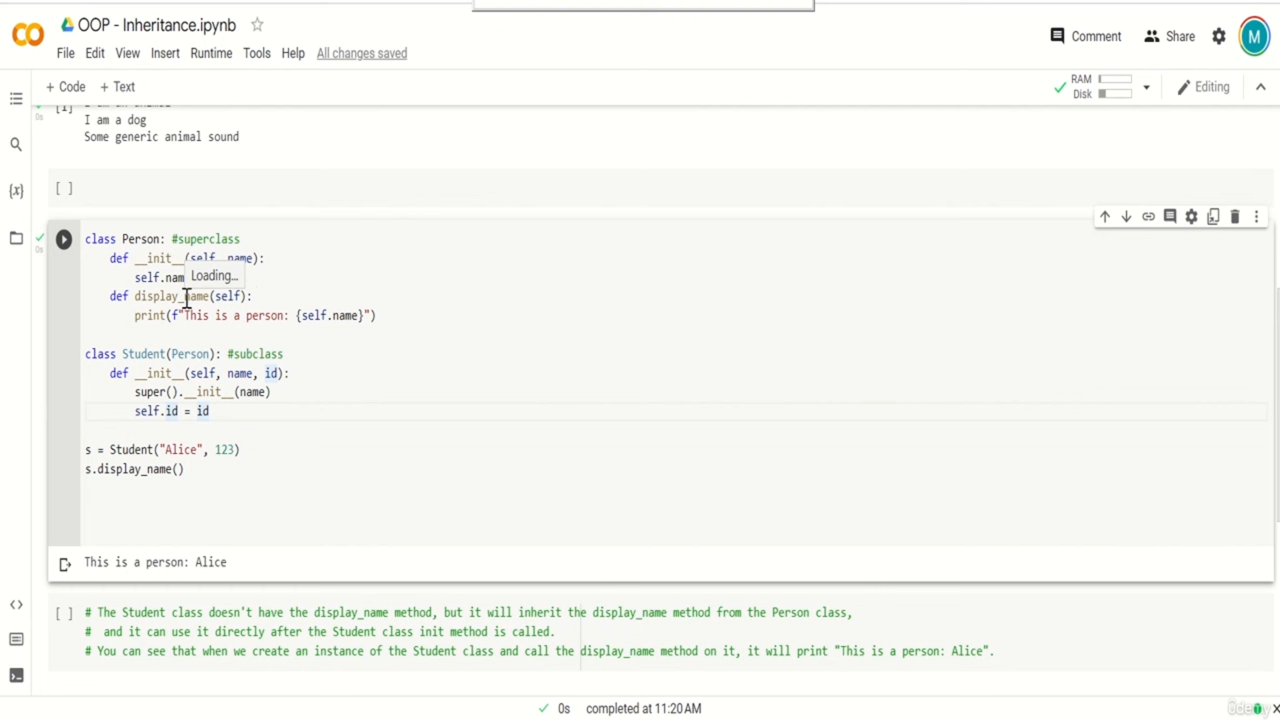 OOP - Inheritance.ipynb
File Edit View Insert Runtime Tools Help All changes saved
Comment Share M
+ Code + Text
RAM
Disk
Editing
[1]
0s
I am a dog
Some generic animal sound
[ ]
{x}
0s
class Person: #superclass
def __init__(self, name):
self.nam
Loading...
def display_name(self):
print(f"This is a person: {self.name}")
class Student(Person): #subclass
def __init__(self, name, id):
super().__init__(name)
self.id = id
s = Student("Alice", 123)
s.display_name()
This is a person: Alice
[ ]
# The Student class doesn't have the display_name method, but it will inherit the display_name method from the Person class,
# and it can use it directly after the Student class init method is called.
# You can see that when we create an instance of the Student class and call the display_name method on it, it will print "This is a person: Alice".
0s completed at 11:20 AM